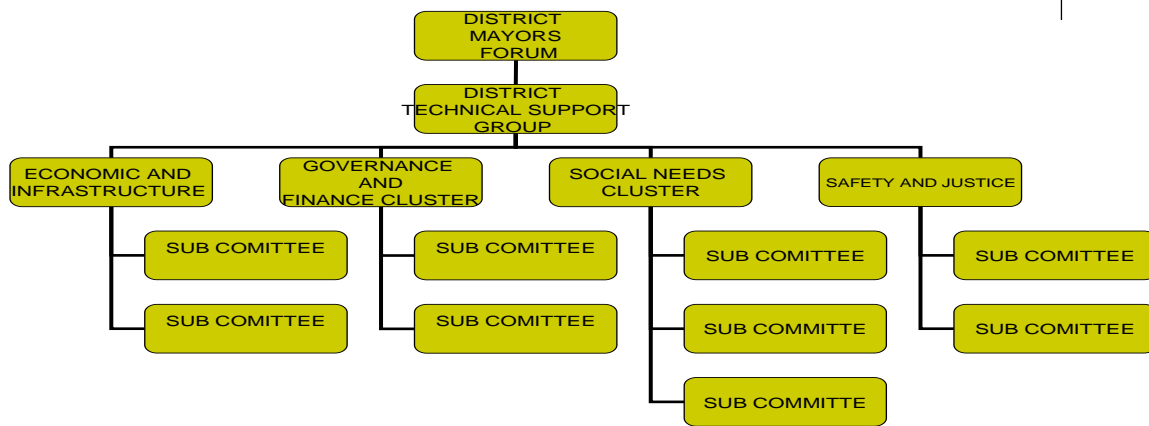 DISTRICT
MAYORS
FORUM
DISTRICT
TECHNICAL SUPPORT
GROUP
ECONOMIC AND
INFRASTRUCTURE
GOVERNANCE
AND
FINANCE CLUSTER
SOCIAL NEEDS
CLUSTER
SAFETY AND JUSTICE
SUB COMITTEE
SUB COMITTEE
SUB COMITTEE
SUB COMITTEE
SUB COMITTEE
SUB COMITTEE
SUB COMMITTE
SUB COMITTEE
SUB COMMITTE